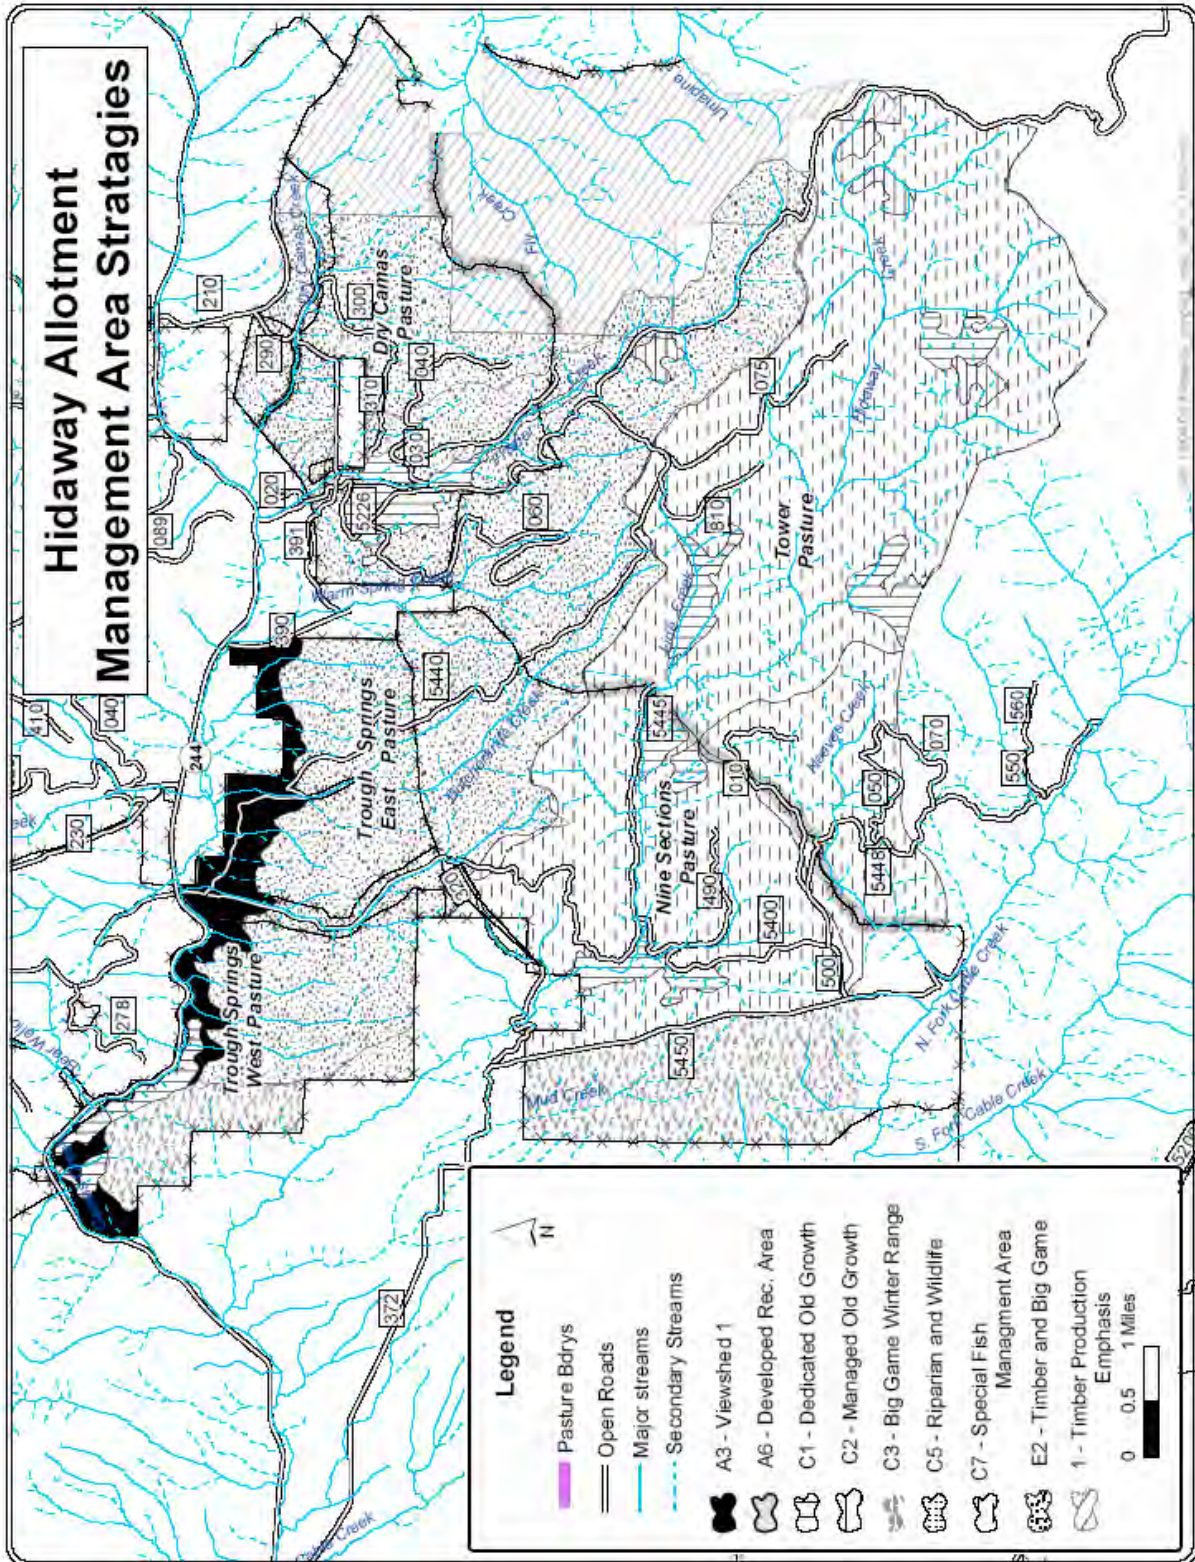 Hidaway Allotment
Management Area Stratagies
410
040
230
244
278
089
210
290
300
310
040
030
020
5226
391
390
060
075
810
5440
5445
010
490
5400
500
5450
520
5448
050
070
550
560
372
Dry Camas
Pasture
Trough Springs
East Pasture
Trough Springs
West Pasture
Nine Sections
Pasture
Tower
Pasture
Umapine
Fly
Creek
Warm Spring
Hidaway
Creek
Mud Creek
N. Fork Cable Creek
S. Fork Cable Creek
Legend
N
Pasture Bdrys
Open Roads
Major streams
Secondary Streams
A3 - Viewshed 1
A6 - Developed Rec. Area
C1 - Dedicated Old Growth
C2 - Managed Old Growth
C3 - Big Game Winter Range
C5 - Riparian and Wildlife
C7 - Special Fish
Managment Area
E2 - Timber and Big Game
1 - Timber Production
Emphasis
0 0.5 1 Miles